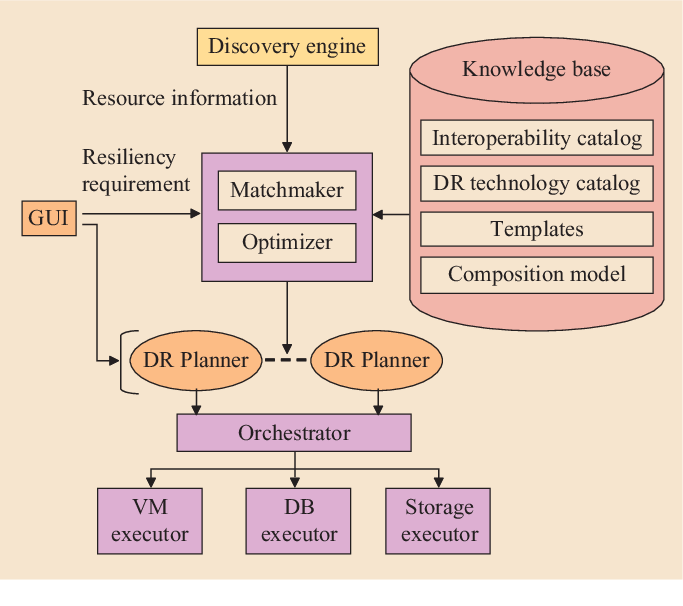 Discovery engine
Knowledge base
Resource information
Interoperability catalog
Resiliency
requirement
DR technology catalog
Matchmaker
GUI
Templates
Optimizer
Composition model
DR Planner
DR Planner
Orchestrator
VM
executor
DB
executor
Storage
executor